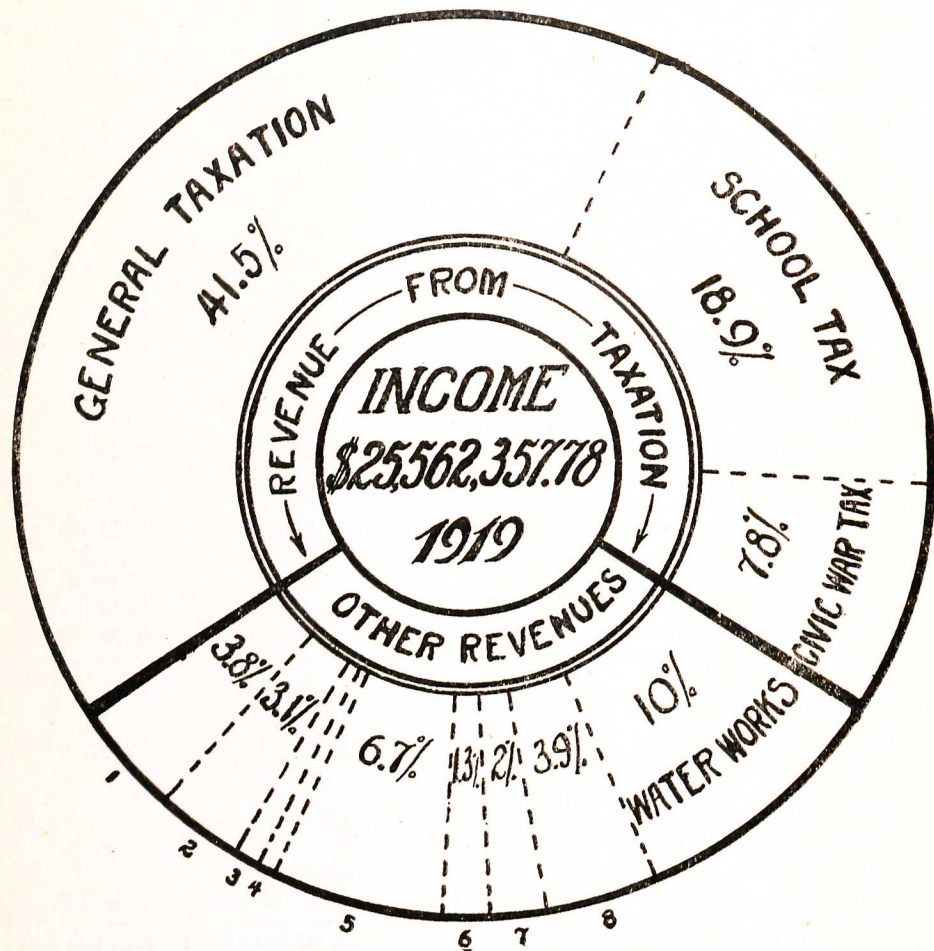 GENERAL TAXATION
41.5%
SCHOOL TAX
18.9%
CIVIC WAR TAX
7.8%
REVENUE FROM TAXATION
INCOME
$25,562,357.78
1919
OTHER REVENUES
3.8%
3.1%
6.7%
1.3%
2%
3.9%
10%
WATER WORKS
1
2
3 4
5
6
7
8